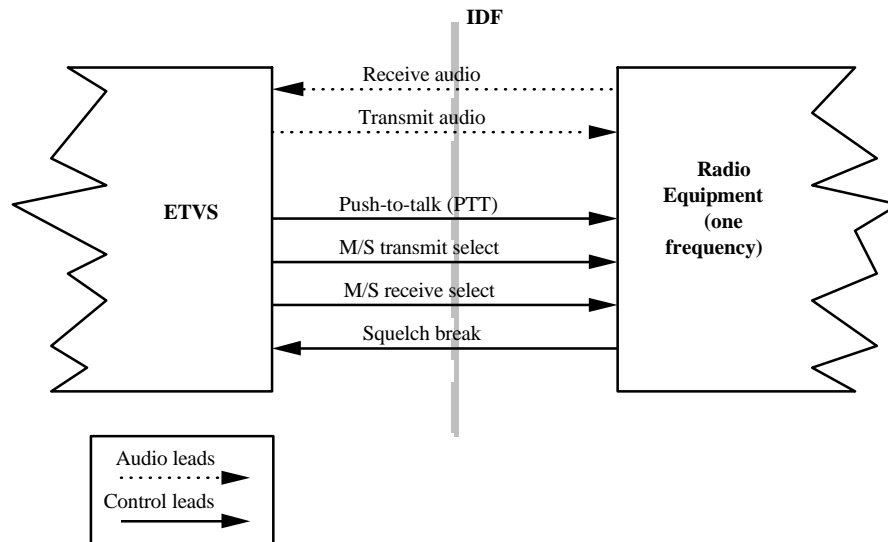 IDF
Receive audio
Transmit audio
ETVS
Push-to-talk (PTT)
M/S transmit select
M/S receive select
Squelch break
Radio
Equipment
(one
frequency)
Audio leads
Control leads